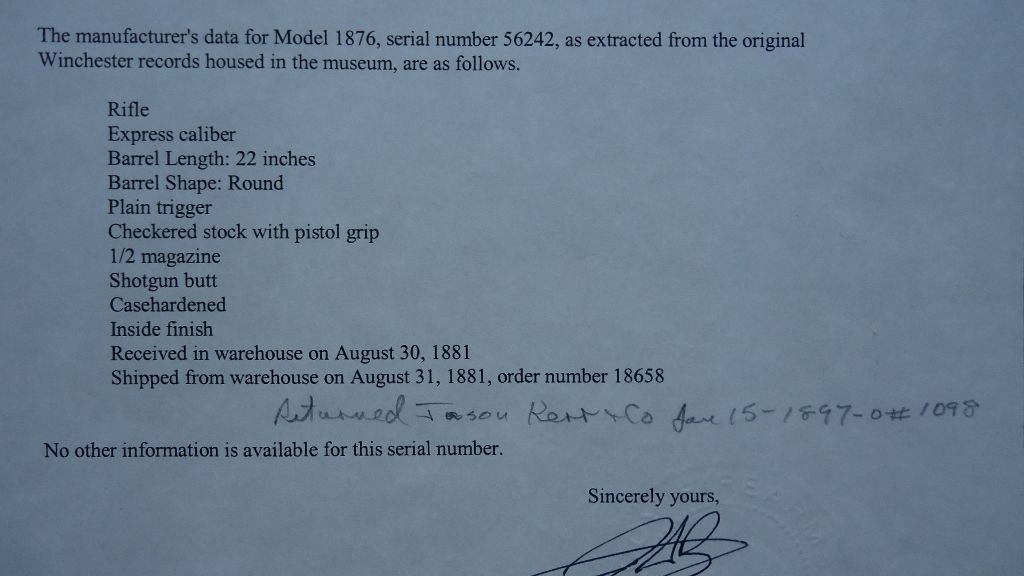 The manufacturer's data for Model 1876, serial number 56242, as extracted from the original
Winchester records housed in the museum, are as follows.
Rifle
Express caliber
Barrel Length: 22 inches
Barrel Shape: Round
Plain trigger
Checkered stock with pistol grip
1/2 magazine
Shotgun butt
Casehardened
Inside finish
Received in warehouse on August 30, 1881
Shipped from warehouse on August 31, 1881, order number 18658
Returned Jason Kerr & Co Jan 15-1897-0# 1098
No other information is available for this serial number.
Sincerely yours,